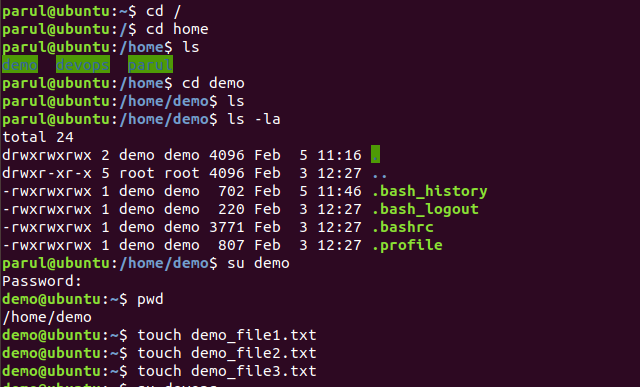 parul@ubuntu:~$ cd /
parul@ubuntu:/$ cd home
parul@ubuntu:/home$ ls
demo  devops  parul
parul@ubuntu:/home$ cd demo
parul@ubuntu:/home/demo$ ls
parul@ubuntu:/home/demo$ ls -la
total 24
drwxrwxrwx 2 demo demo 4096 Feb  5 11:16 .
drwxr-xr-x 5 root root 4096 Feb  3 12:27 ..
-rwxrwxrwx 1 demo demo  702 Feb  5 11:46 .bash_history
-rwxrwxrwx 1 demo demo  220 Feb  3 12:27 .bash_logout
-rwxrwxrwx 1 demo demo 3771 Feb  3 12:27 .bashrc
-rwxrwxrwx 1 demo demo  807 Feb  3 12:27 .profile
parul@ubuntu:/home/demo$ su demo
Password:
demo@ubuntu:~$ pwd
/home/demo
demo@ubuntu:~$ touch demo_file1.txt
demo@ubuntu:~$ touch demo_file2.txt
demo@ubuntu:~$ touch demo_file3.txt